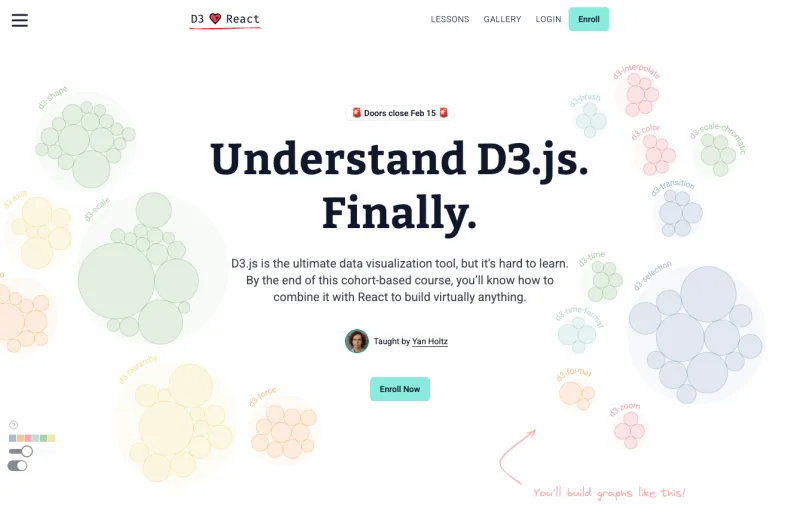 D3 React
LESSONS
GALLERY
LOGIN
Enroll
Doors close Feb 15
Understand D3.js.
Finally.
D3.js is the ultimate data visualization tool, but it's hard to learn.
By the end of this cohort-based course, you'll know how to
combine it with React to build virtually anything.
Taught by Yan Holtz
Enroll Now
d3-shape
d3-scale
d3-hierarchy
d3-force
d3-interpolate
d3-brush
d3-color
d3-scale-chromatic
d3-transition
d3-time
d3-selection
d3-time-format
d3-format
d3-zoom
You'll build graphs like this!